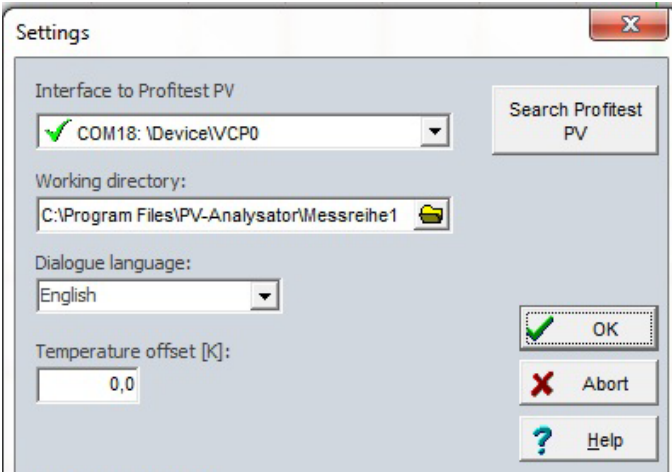 Settings
Interface to Profitest PV
COM18: \Device\VCP0
Search Profitest
PV
Working directory:
C:\Program Files\PV-Analysator\Messreihe1
Dialogue language:
English
Temperature offset [K]:
0,0
OK
Abort
Help